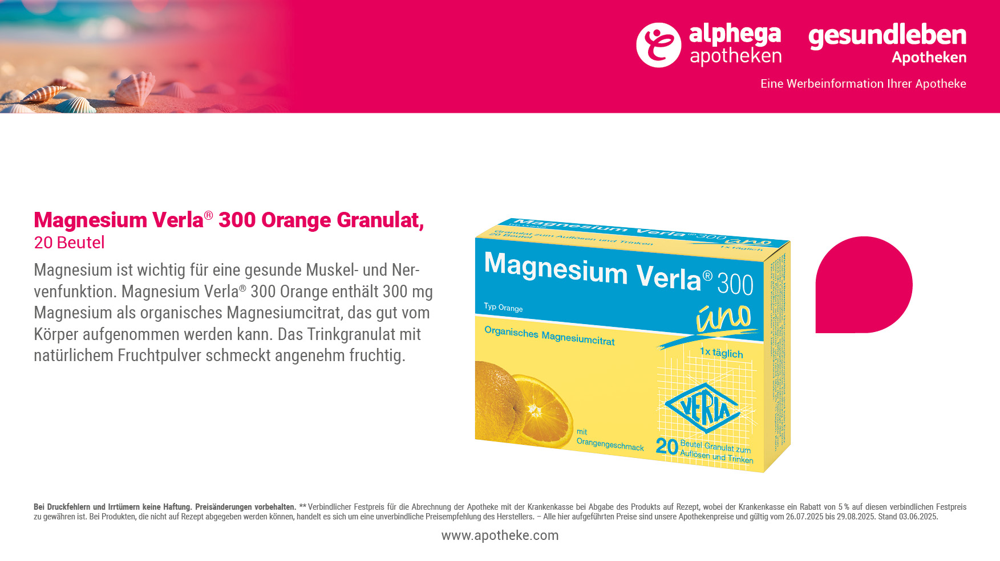 alphega
apotheken
gesundleben
Apotheken
Eine Werbeinformation Ihrer Apotheke
Magnesium Verla® 300 Orange Granulat,
20 Beutel
Magnesium ist wichtig für eine gesunde Muskel- und Ner-
venfunktion. Magnesium Verla® 300 Orange enthält 300 mg
Magnesium als organisches Magnesiumcitrat, das gut vom
Körper aufgenommen werden kann. Das Trinkgranulat mit
natürlichem Fruchtpulver schmeckt angenehm fruchtig.
Magnesium Verla® 300 uno
Typ Orange
Granulat zum Auflösen und Trinken
20 Beutel
1x täglich
Magnesium Verla® 300
Typ Orange
uno
Organisches Magnesiumcitrat
1x täglich
VERLA
mit
Orangengeschmack
20 Beutel Granulat zum
Auflösen und Trinken
Bei Druckfehlern und Irrtümern keine Haftung. Preisänderungen vorbehalten. ** Verbindlicher Festpreis für die Abrechnung der Apotheke mit der Krankenkasse bei Abgabe des Produkts auf Rezept, wobei der Krankenkasse ein Rabatt von 5 % auf diesen verbindlichen Festpreis
zu gewähren ist. Bei Produkten, die nicht auf Rezept abgegeben werden können, handelt es sich um eine unverbindliche Preisempfehlung des Herstellers. – Alle hier aufgeführten Preise sind unsere Apothekenpreise und gültig vom 26.07.2025 bis 29.08.2025. Stand 03.06.2025.
www.apotheke.com